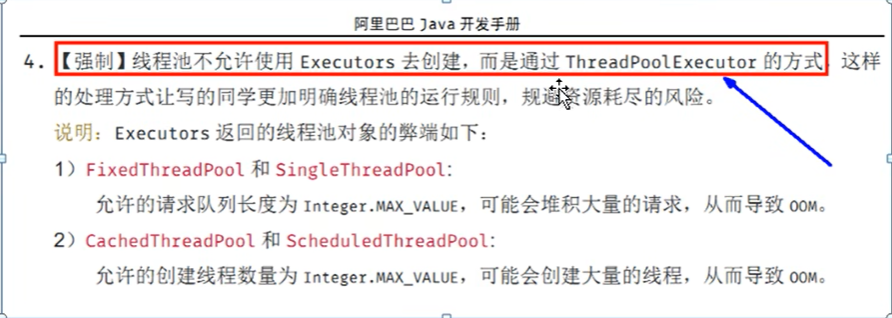 阿里巴巴 Java 开发手册
4. 【强制】线程池不允许使用 Executors 去创建，而是通过 ThreadPoolExecutor 的方式，这样
的处理方式让写的同学更加明确线程池的运行规则，规避资源耗尽的风险。
说明：Executors 返回的线程池对象的弊端如下：
1）FixedThreadPool 和 SingleThreadPool:
允许的请求队列长度为 Integer.MAX_VALUE，可能会堆积大量的请求，从而导致 OOM。
2）CachedThreadPool 和 ScheduledThreadPool:
允许的创建线程数量为 Integer.MAX_VALUE，可能会创建大量的线程，从而导致 OOM。